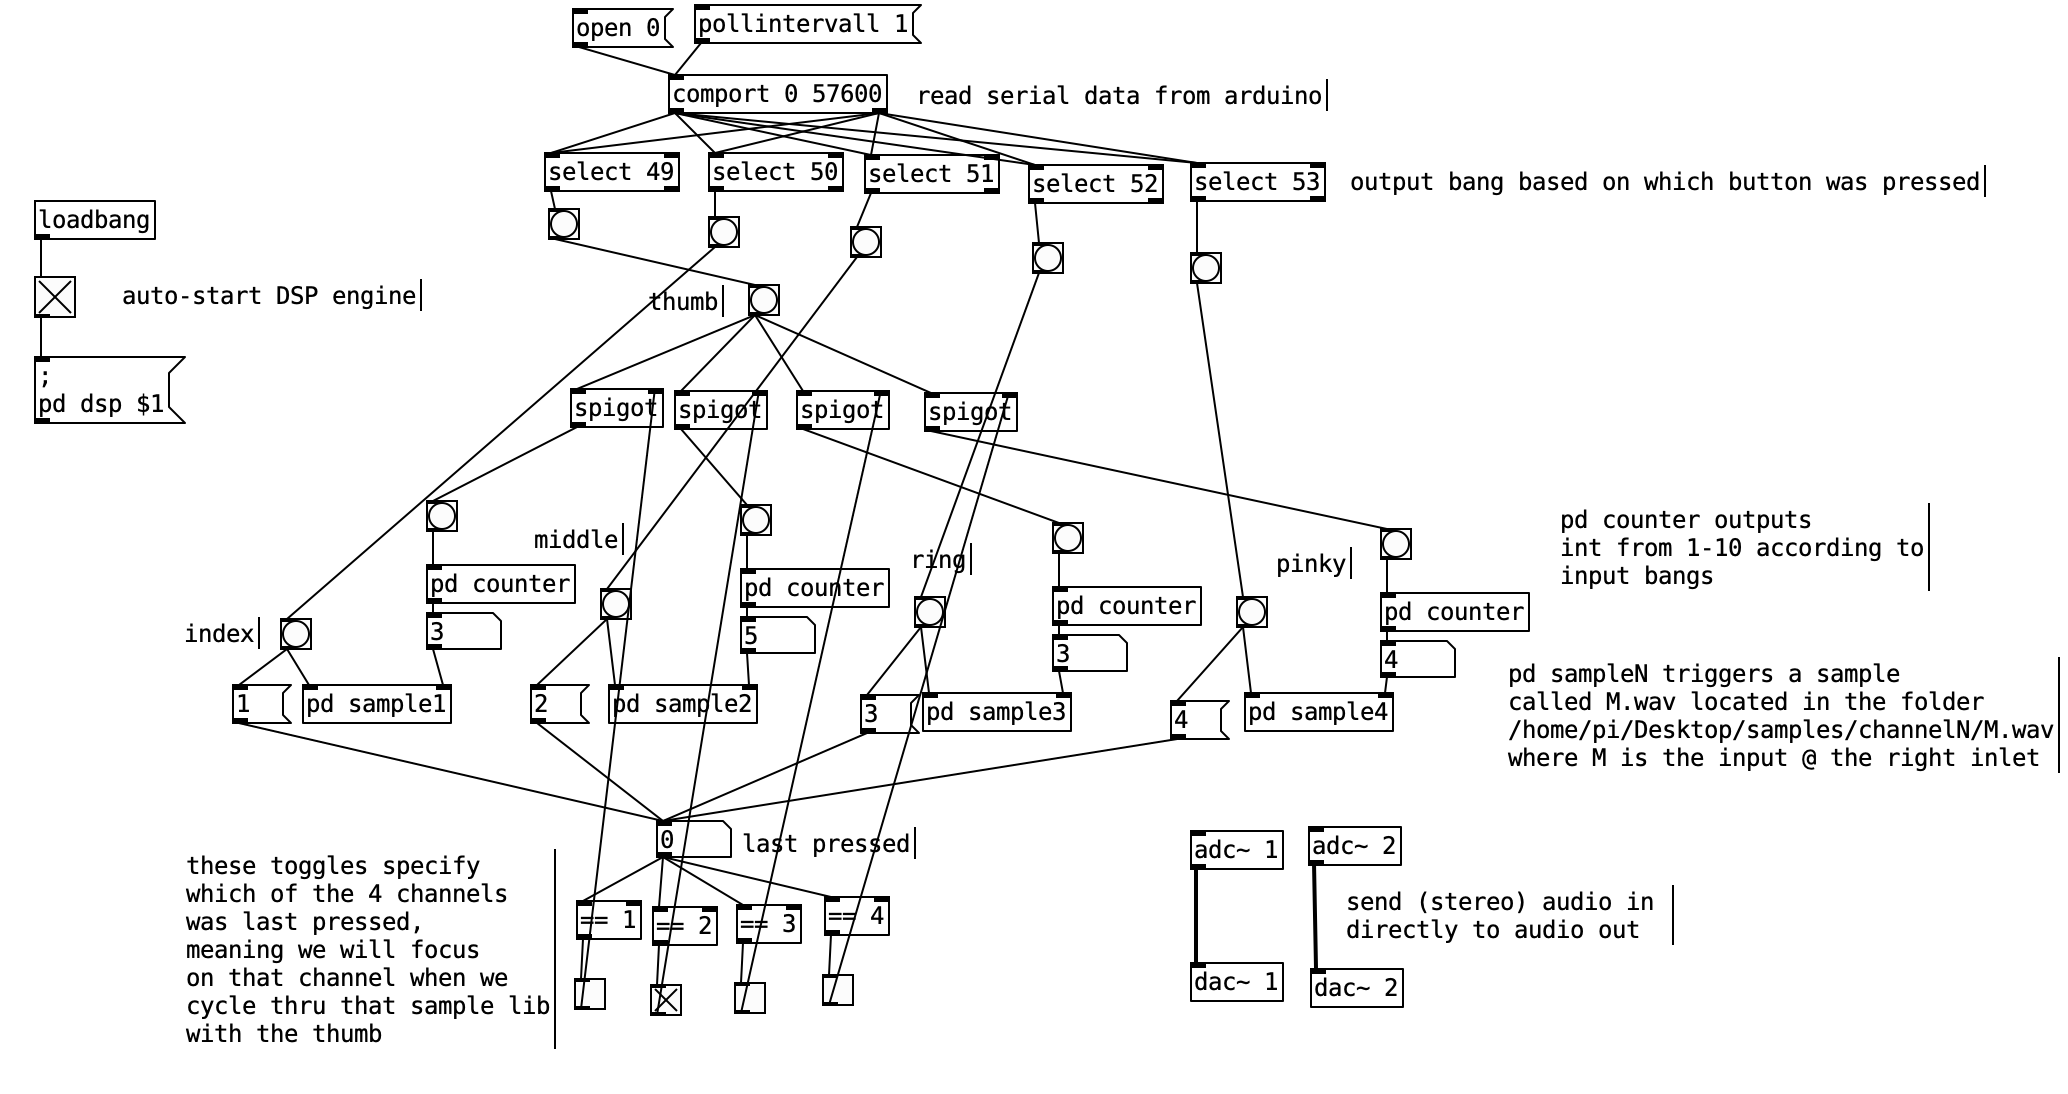 open 0
pollintervall 1
comport 0 57600
read serial data from arduino
select 49
select 50
select 51
select 52
select 53
output bang based on which button was pressed
loadbang
auto-start DSP engine
;
pd dsp $1
thumb
spigot
spigot
spigot
spigot
middle
ring
pinky
pd counter outputs
int from 1-10 according to
input bangs
pd counter
pd counter
pd counter
pd counter
index
3
5
3
4
1
pd sample1
2
pd sample2
3
pd sample3
4
pd sample4
pd sampleN triggers a sample
called M.wav located in the folder
/home/pi/Desktop/samples/channelN/M.wav
where M is the input @ the right inlet
0
last pressed
these toggles specify
which of the 4 channels
was last pressed,
meaning we will focus
on that channel when we
cycle thru that sample lib
with the thumb
== 1
== 2
== 3
== 4
adc~ 1
adc~ 2
send (stereo) audio in
directly to audio out
dac~ 1
dac~ 2